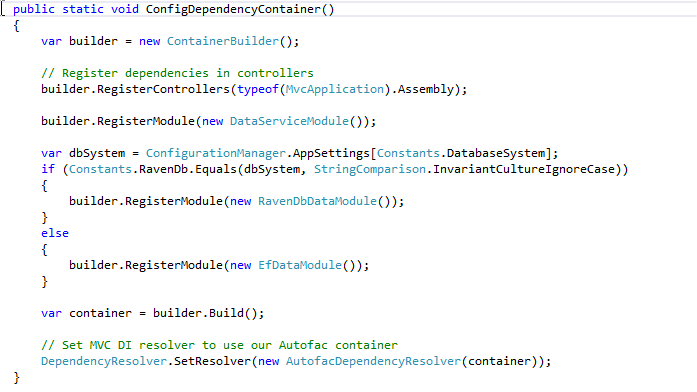 public static void ConfigDependencyContainer()
{
    var builder = new ContainerBuilder();

    // Register dependencies in controllers
    builder.RegisterControllers(typeof(MvcApplication).Assembly);

    builder.RegisterModule(new DataServiceModule());

    var dbSystem = ConfigurationManager.AppSettings[Constants.DatabaseSystem];
    if (Constants.RavenDb.Equals(dbSystem, StringComparison.InvariantCultureIgnoreCase))
    {
        builder.RegisterModule(new RavenDbDataModule());
    }
    else
    {
        builder.RegisterModule(new EfDataModule());
    }

    var container = builder.Build();

    // Set MVC DI resolver to use our Autofac container
    DependencyResolver.SetResolver(new AutofacDependencyResolver(container));
}